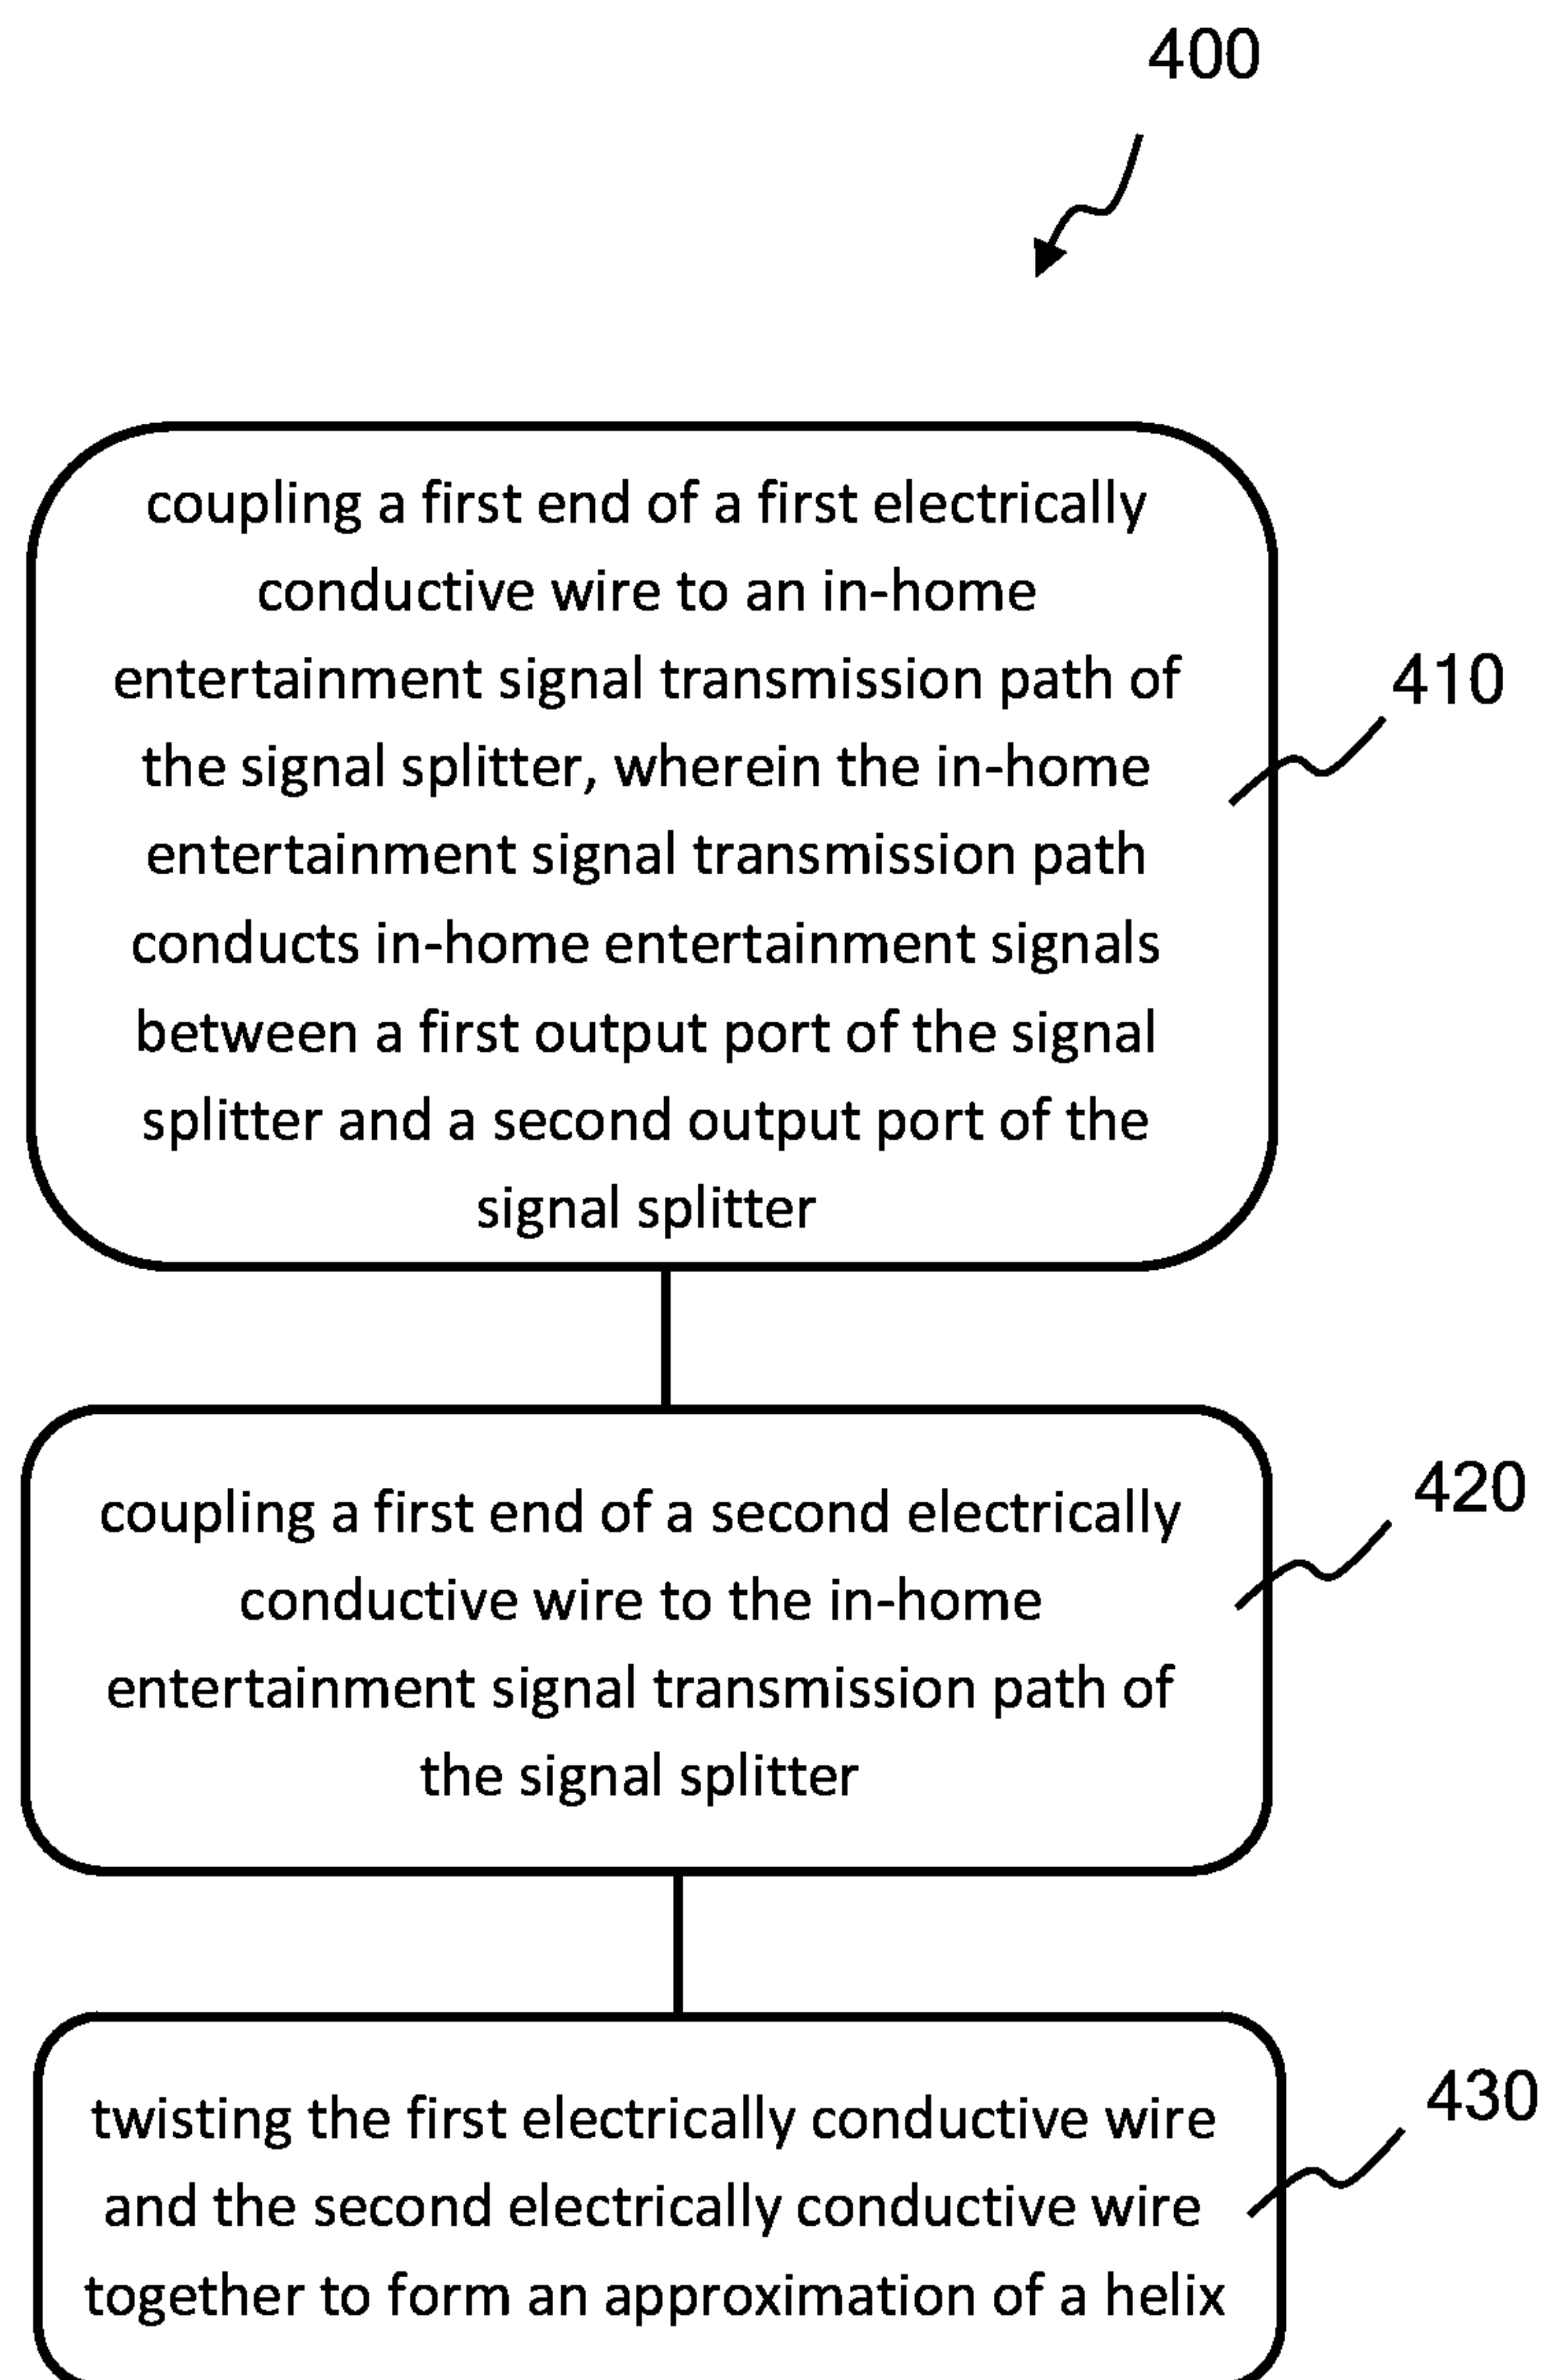 400
coupling a first end of a first electrically
conductive wire to an in-home
entertainment signal transmission path of
the signal splitter, wherein the in-home
entertainment signal transmission path
conducts in-home entertainment signals
between a first output port of the signal
splitter and a second output port of the
signal splitter
410
coupling a first end of a second electrically
conductive wire to the in-home
entertainment signal transmission path of
the signal splitter
420
twisting the first electrically conductive wire
and the second electrically conductive wire
together to form an approximation of a helix
430